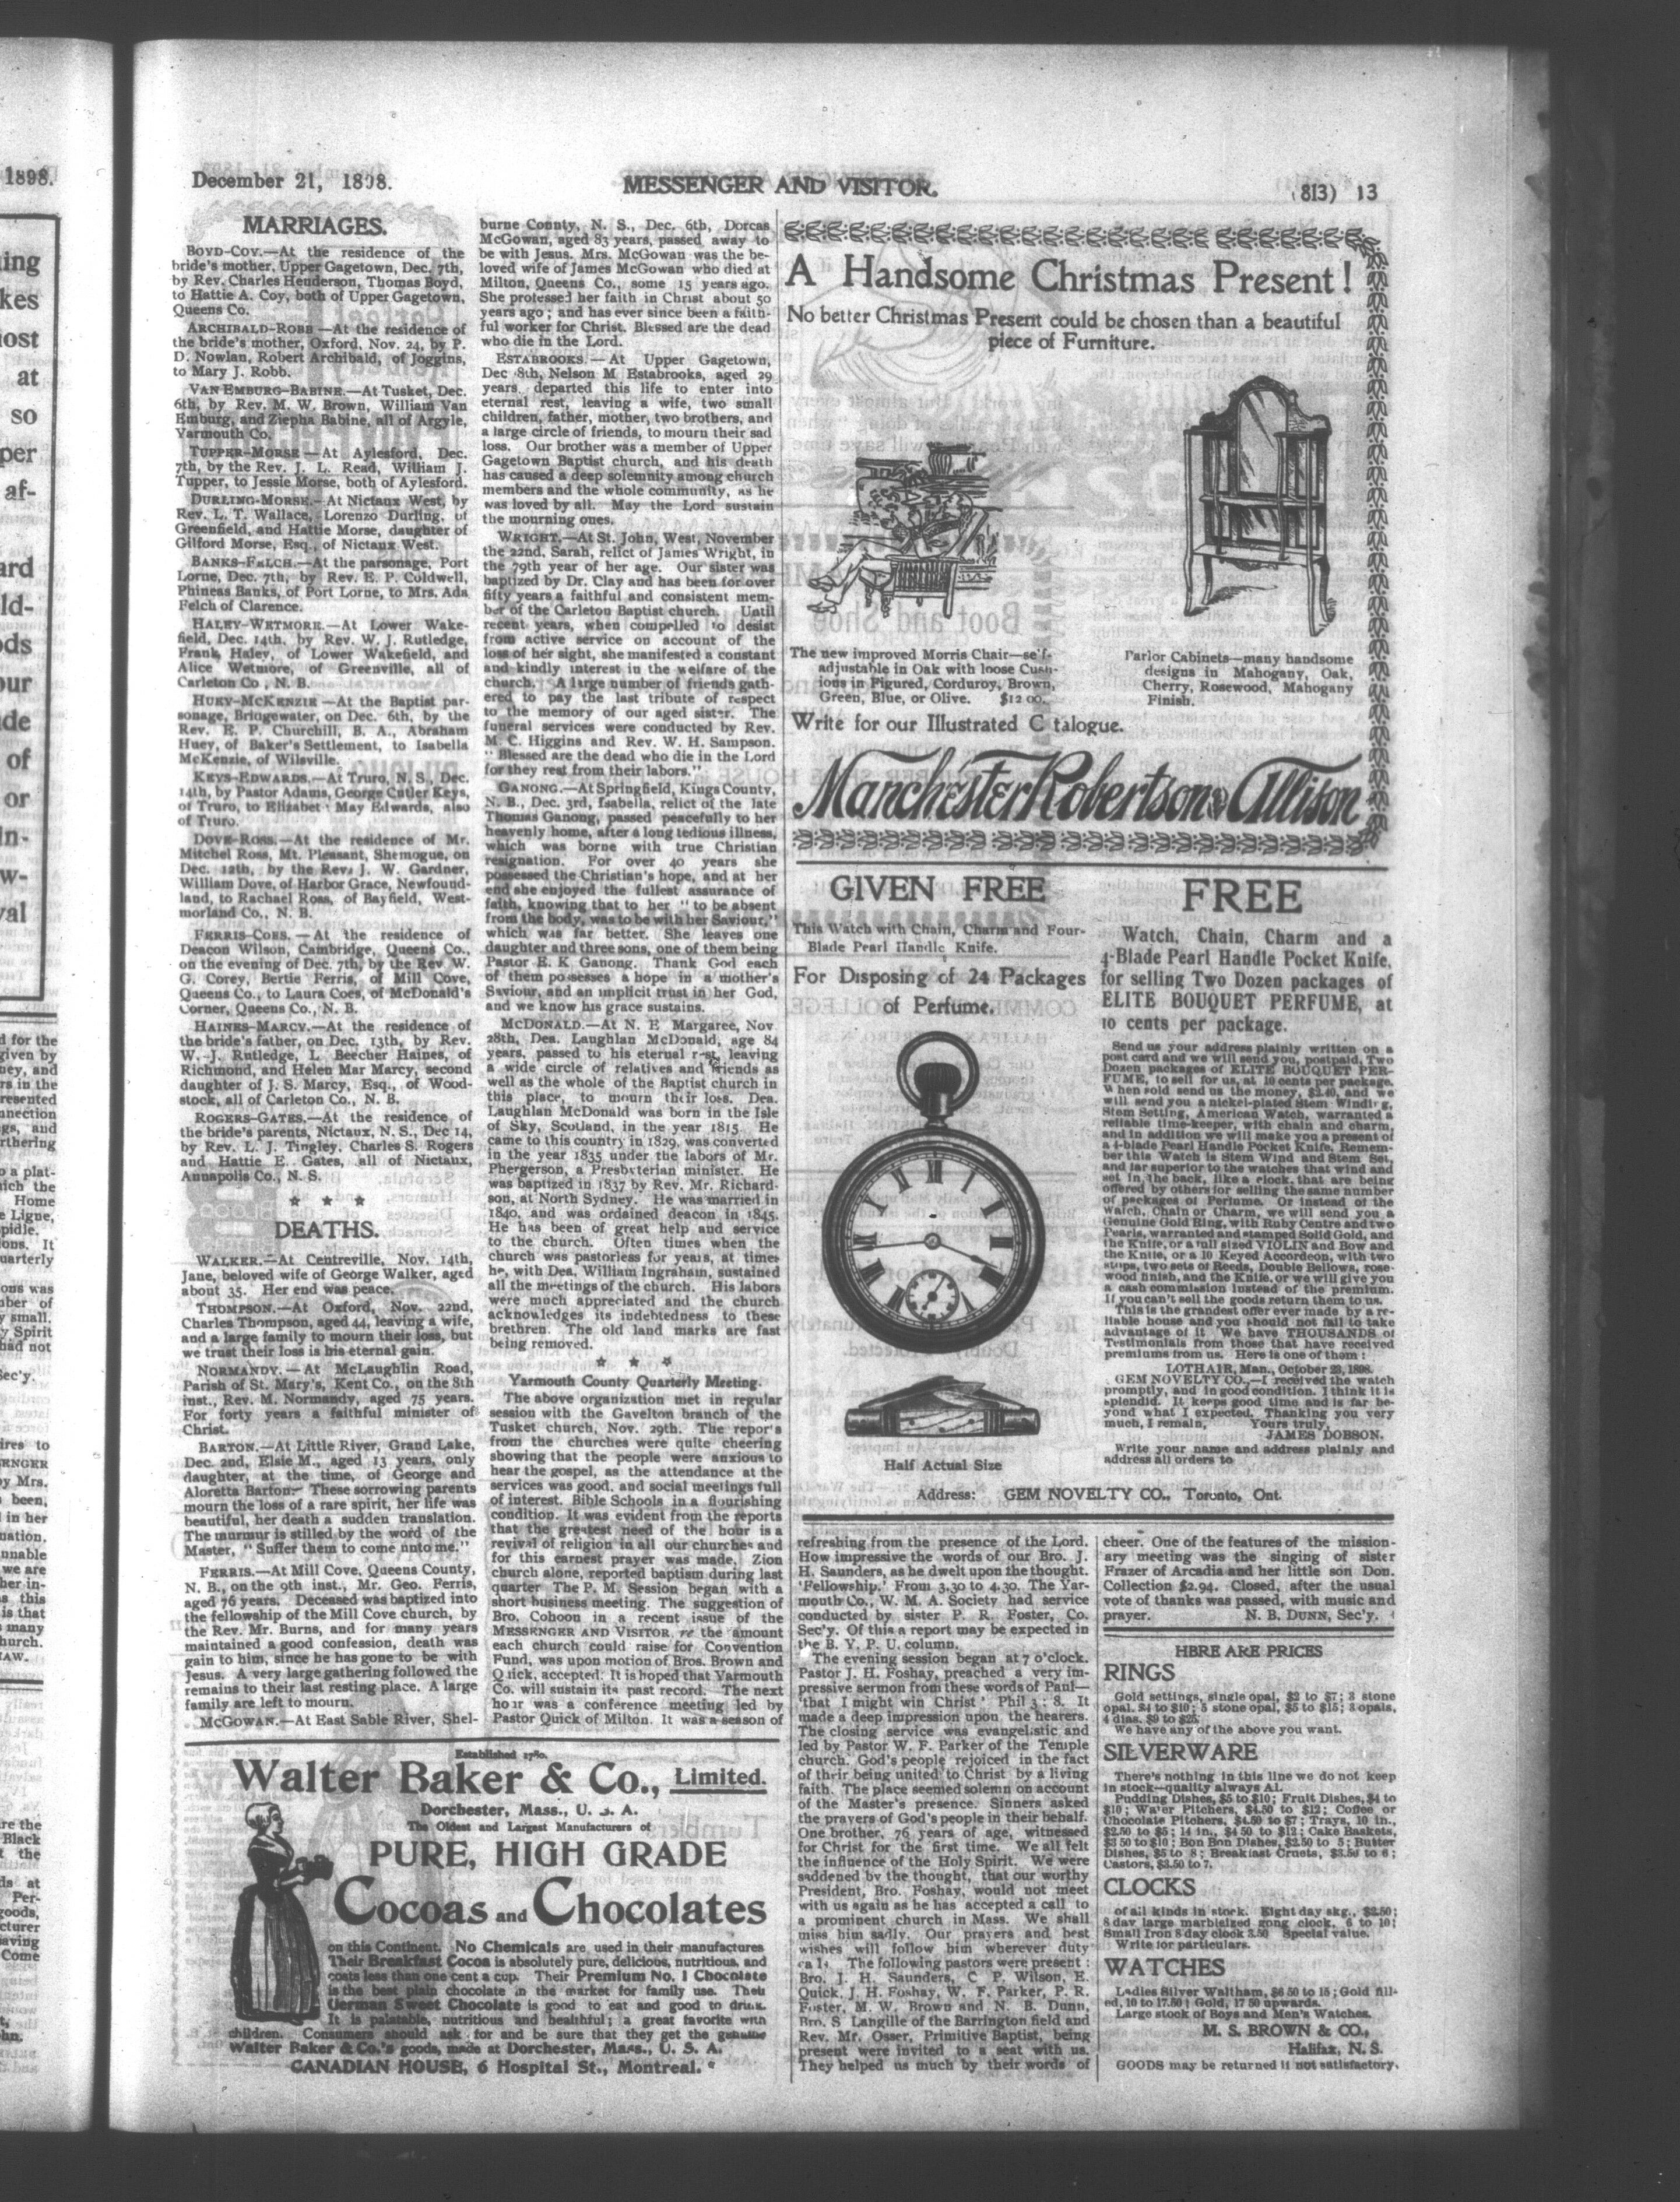 December 21, 1898.
MESSENGER AND VISITOR.
(813) 13
MARRIAGES.
BOYD-COY.—At the residence of the
bride's mother, Upper Gagetown, Dec. 7th,
by Rev. Charles Henderson, Thomas Boyd,
to Hattie A. Coy, both of Upper Gagetown,
Queens Co.
ARCHIBALD-ROBB —At the residence of
the bride's mother, Oxford, Nov. 24, by P.
D. Nowlan, Robert Archibald, of Joggins,
to Mary J. Robb.
VAN EMBURG-BABINE.—At Tusket, Dec.
6th, by Rev. M. W. Brown, William Van
Emburg, and Ziepha Babine, all of Argyle,
Yarmouth Co.
TUPPER-MORSE —At Aylesford, Dec.
7th, by the Rev. J. L. Read, William J.
Tupper, to Jessie Morse, both of Aylesford.
DURLING-MORSE.—At Nictaux West, by
Rev. L. T. Wallace, Lorenzo Durling, of
Greenfield, and Hattie Morse, daughter of
Gilford Morse, Esq., of Nictaux West.
BANKS-FALCH.—At the parsonage, Port
Lorne, Dec. 7th, by Rev. E. P. Coldwell,
Phineas Banks, of Port Lorne, to Mrs. Ada
Felch of Clarence.
HALEY-WETMORE.—At Lower Wake-
field, Dec. 14th, by Rev. W. J. Rutledge,
Frank Haley, of Lower Wakefield, and
Alice Wetmore, of Greenville, all of
Carleton Co , N. B.
HUEY-MCKENZIE —At the Baptist par-
sonage, Bridgewater, on Dec. 6th, by the
Rev. E. P. Churchill, B. A., Abraham
Huey, of Baker's Settlement, to Isabella
McKenzie, of Wilsville.
KEYS-EDWARDS.—At Truro, N. S., Dec.
14th, by Pastor Adams, George Cutler Keys,
of Truro, to Elizabet May Edwards, also
of Truro.
DOVE-ROSS.—At the residence of Mr.
Mitchel Ross, Mt. Pleasant, Shemogue, on
Dec. 12th, by the Rev. J. W. Gardner,
William Dove, of Harbor Grace, Newfound-
land, to Rachael Ross, of Bayfield, West-
morland Co., N. B.
FERRIS-COES. — At the residence of
Deacon Wilson, Cambridge, Queens Co.,
on the evening of Dec. 7th, by the Rev W.
G. Corey, Bertie Ferris, of Mill Cove,
Queens Co., to Laura Coes, of McDonald's
Corner, Queens Co., N. B.
HAINES-MARCY.—At the residence of
the bride's father, on Dec. 13th, by Rev.
W. J. Rutledge, L Beecher Haines, of
Richmond, and Helen Mar Marcy, second
daughter of J. S. Marcy, Esq., of Wood-
stock, all of Carleton Co., N. B.
ROGERS-GATES.—At the residence of
the bride's parents, Nictaux, N. S., Dec 14,
by Rev. L. J. Tingley, Charles S. Rogers
and Hattie E. Gates, all of Nictaux,
Annapolis Co., N. S.
DEATHS.
WALKER.—At Centreville, Nov. 14th,
Jane, beloved wife of George Walker, aged
about 35. Her end was peace.
THOMPSON.—At Oxford, Nov. 22nd,
Charles Thompson, aged 44, leaving a wife,
and a large family to mourn their loss, but
we trust their loss is his eternal gain.
NORMANDY. — At McLaughlin Road,
Parish of St. Mary's, Kent Co., on the 8th
inst., Rev. M. Normandy, aged 75 years.
For forty years a faithful minister of
Christ.
BARTON.—At Little River, Grand Lake,
Dec. 2nd, Elsie M., aged 13 years, only
daughter, at the time, of George and
Aloretta Barton. These sorrowing parents
mourn the loss of a rare spirit, her life was
beautiful, her death a sudden translation.
The murmur is stilled by the word of the
Master, " Suffer them to come unto me."
FERRIS.—At Mill Cove, Queens County,
N. B., on the 9th inst., Mr. Geo. Ferris,
aged 76 years. Deceased was baptized into
the fellowship of the Mill Cove church, by
the Rev. Mr. Burns, and for many years
maintained a good confession, death was
gain to him, since he has gone to be with
Jesus. A very large gathering followed the
remains to their last resting place. A large
family are left to mourn.
MCGOWAN.—At East Sable River, Shel-
burne County, N. S., Dec. 6th, Dorcas
McGowan, aged 83 years, passed away to
be with Jesus. Mrs. McGowan was the be-
loved wife of James McGowan who died at
Milton, Queens Co., some 15 years ago.
She professed her faith in Christ about 50
years ago ; and has ever since been a faith-
ful worker for Christ. Blessed are the dead
who die in the Lord.
ESTABROOKS. — At Upper Gagetown,
Dec 8th, Nelson M Estabrooks, aged 29
years, departed this life to enter into
eternal rest, leaving a wife, two small
children, father, mother, two brothers, and
a large circle of friends, to mourn their sad
loss. Our brother was a member of Upper
Gagetown Baptist church, and his death
has caused a deep solemnity among church
members and the whole community, as he
was loved by all. May the Lord sustain
the mourning ones.
WRIGHT.—At St. John, West, November
the 22nd, Sarah, relict of James Wright, in
the 79th year of her age. Our sister was
baptized by Dr. Clay and has been for over
fifty years a faithful and consistent mem-
ber of the Carleton Baptist church. Until
recent years, when compelled to desist
from active service on account of the
loss of her sight, she manifested a constant
and kindly interest in the welfare of the
church. A large number of friends gath-
ered to pay the last tribute of respect
to the memory of our aged sister. The
funeral services were conducted by Rev.
M. C. Higgins and Rev. W. H. Sampson.
" Blessed are the dead who die in the Lord
for they rest from their labors."
GANONG.—At Springfield, Kings County,
N. B., Dec. 3rd, Isabella, relict of the late
Thomas Ganong, passed peacefully to her
heavenly home, after a long tedious illness,
which was borne with true Christian
resignation. For over 40 years she
possessed the Christian's hope, and at her
end she enjoyed the fullest assurance of
faith, knowing that to her " to be absent
from the body, was to be with her Saviour,"
which was far better. She leaves one
daughter and three sons, one of them being
Pastor E. K Ganong. Thank God each
of them possesses a hope in a mother's
Saviour, and an implicit trust in her God,
and we know his grace sustains.
MCDONALD.—At N. E Margaree, Nov
28th, Dea. Laughlan McDonald, age 84
years, passed to his eternal rest, leaving
a wide circle of relatives and friends as
well as the whole of the Baptist church in
this place, to mourn their loss. Dea.
Laughlan McDonald was born in the Isle
of Sky, Scotland, in the year 1815. He
came to this country in 1829, was converted
in the year 1835 under the labors of Mr.
Phergerson, a Presbyterian minister. He
was baptized in 1837 by Rev. Mr. Richard-
son, at North Sydney. He was married in
1840, and was ordained deacon in 1845.
He has been of great help and service
to the church. Often times when the
church was pastorless for years, at times
he, with Dea. William Ingraham, sustained
all the meetings of the church. His labors
were much appreciated and the church
acknowledges its indebtedness to these
brethren. The old land marks are fast
being removed.
Yarmouth County Quarterly Meeting.
The above organization met in regular
session with the Gavelton branch of the
Tusket church, Nov. 29th. The repor's
from the churches were quite cheering
showing that the people were anxious to
hear the gospel, as the attendance at the
services was good, and social meetings full
of interest. Bible Schools in a flourishing
condition. It was evident from the reports
that the greatest need of the hour is a
revival of religion in all our churches and
for this earnest prayer was made, Zion
church alone, reported baptism during last
quarter The P. M. Session began with a
short business meeting. The suggestion of
Bro. Cohoon in a recent issue of the
MESSENGER AND VISITOR, re the amount
each church could raise for Convention
Fund, was upon motion of Bros. Brown and
Quick, accepted. It is hoped that Yarmouth
Co. will sustain its past record. The next
hour was a conference meeting led by
Pastor Quick of Milton. It was a season of
Established 1780.
Walter Baker & Co., Limited.
Dorchester, Mass., U. S. A.
The Oldest and Largest Manufacturers of
PURE, HIGH GRADE
Cocoas and Chocolates
on this Continent. No Chemicals are used in their manufactures
Their Breakfast Cocoa is absolutely pure, delicious, nutritious, and
costs less than one cent a cup. Their Premium No. 1 Chocolate
is the best plain chocolate in the market for family use. Their
German Sweet Chocolate is good to eat and good to drink.
It is palatable, nutritious and healthful; a great favorite with
children. Consumers should ask for and be sure that they get the genuine
Walter Baker & Co.'s goods, made at Dorchester, Mass., U. S. A.
CANADIAN HOUSE, 6 Hospital St., Montreal.
A Handsome Christmas Present !
No better Christmas Present could be chosen than a beautiful
piece of Furniture.
The new improved Morris Chair—self-
adjustable in Oak with loose Cush-
ions in Figured, Corduroy, Brown,
Green, Blue, or Olive. $12 00.
Parlor Cabinets—many handsome
designs in Mahogany, Oak,
Cherry, Rosewood, Mahogany
Finish.
Write for our Illustrated C talogue.
Manchester Robertson & Allison
GIVEN FREE
This Watch with Chain, Charm and Four-
Blade Pearl Handle Knife.
For Disposing of 24 Packages
of Perfume.
Half Actual Size
FREE
Watch, Chain, Charm and a
4-Blade Pearl Handle Pocket Knife,
for selling Two Dozen packages of
ELITE BOUQUET PERFUME, at
10 cents per package.
Send us your address plainly written on a
post card and we will send you, postpaid, Two
Dozen packages of ELITE BOUQUET PER-
FUME, to sell for us, at 10 cents per package.
When sold send us the money, $2.40, and we
will send you a nickel-plated Stem Winding,
Stem Setting, American Watch, warranted a
reliable time-keeper, with chain and charm,
and in addition we will make you a present of
a 4-blade Pearl Handle Pocket Knife. Remem-
ber this Watch is Stem Wind and Stem Set,
and far superior to the watches that wind and
set in the back, like a clock, that are being
offered by others for selling the same number
of packages of Perfume. Or instead of the
Watch, Chain or Charm, we will send you a
Genuine Gold Ring, with Ruby Centre and two
Pearls, warranted and stamped Solid Gold, and
the Knife, or a full sized VIOLIN and Bow and
the Knife, or a 10 Keyed Accordeon, with two
stops, two sets of Reeds, Double Bellows, rose-
wood finish, and the Knife, or we will give you
a cash commission instead of the premium.
If you can't sell the goods return them to us.
This is the grandest offer ever made by a re-
liable house and you should not fail to take
advantage of it We have THOUSANDS of
Testimonials from those that have received
premiums from us. Here is one of them :
LOTHAIR, Man., October 23, 1898.
GEM NOVELTY CO.,—I received the watch
promptly, and in good condition. I think it is
splendid. It keeps good time and is far be-
yond what I expected. Thanking you very
much, I remain, Yours truly,
JAMES DOBSON.
Write your name and address plainly and
address all orders to
Address: GEM NOVELTY CO., Toronto, Ont.
refreshing from the presence of the Lord.
How impressive the words of our Bro. J.
H. Saunders, as he dwelt upon the thought.
'Fellowship.' From 3.30 to 4.30. The Yar-
mouth Co., W. M. A. Society had service
conducted by sister P. R. Foster, Co.
Sec'y. Of this a report may be expected in
the B. Y. P. U. column.
The evening session began at 7 o'clock.
Pastor J. H. Foshay, preached a very im-
pressive sermon from these words of Paul—
'that I might win Christ' Phil 3 : 8. It
made a deep impression upon the hearers.
The closing service was evangelistic and
led by Pastor W. F. Parker of the Temple
church. God's people rejoiced in the fact
of their being united to Christ by a living
faith. The place seemed solemn on account
of the Master's presence. Sinners asked
the prayers of God's people in their behalf.
One brother, 76 years of age, witnessed
for Christ for the first time. We all felt
the influence of the Holy Spirit. We were
saddened by the thought, that our worthy
President, Bro. Foshay, would not meet
with us again as he has accepted a call to
a prominent church in Mass. We shall
miss him sadly. Our prayers and best
wishes will follow him wherever duty
calls. The following pastors were present :
Bro. J. H. Saunders, C P. Wilson, E.
Quick, J. H. Foshay, W. F. Parker, P. R.
Foster, M. W. Brown and N. B. Dunn,
Bro. S Langille of the Barrington field and
Rev. Mr. Osser, Primitive Baptist, being
present were invited to a seat with us.
They helped us much by their words of
cheer. One of the features of the mission-
ary meeting was the singing of sister
Frazer of Arcadia and her little son Don.
Collection $2.94. Closed, after the usual
vote of thanks was passed, with music and
prayer. N. B. DUNN, Sec'y.
HERE ARE PRICES
RINGS
Gold settings, single opal, $2 to $7; 3 stone
opal, $4 to $10; 5 stone opal, $5 to $15; 3 opals,
4 dias. $9 to $25
We have any of the above you want.
SILVERWARE
There's nothing in this line we do not keep
in stock—quality always A1.
Pudding Dishes, $5 to $10; Fruit Dishes, $4 to
$10; Water Pitchers, $4.50 to $12; Coffee or
Chocolate Pitchers, $4.50 to $7; Trays, 10 in.,
$2.50 to $5; 14 in., $4 50 to $12; Cake Baskets,
$3 50 to $10; Bon Bon Dishes, $2.50 to 5; Butter
Dishes, $5 to 8; Breakfast Cruets, $3.50 to 6;
Castors, $3.50 to 7.
CLOCKS
of all kinds in stock. Eight day skg., $2.50;
8 day large marbleized gong clock, 6 to 10;
Small Iron 8 day clock 3.50 Special value.
Write for particulars.
WATCHES
Ladies Silver Waltham, $6 50 to 15; Gold fill-
ed, 10 to 17.50; Gold, 17 50 upwards.
Large stock of Boys and Men's Watches.
M. S. BROWN & CO.,
Halifax, N. S.
GOODS may be returned if not satisfactory.